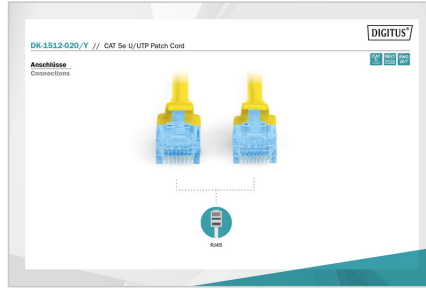 DIGITUS®
DK-1512-020/Y // CAT 5e U/UTP Patch Cord
Anschlüsse
Connections
RJ45